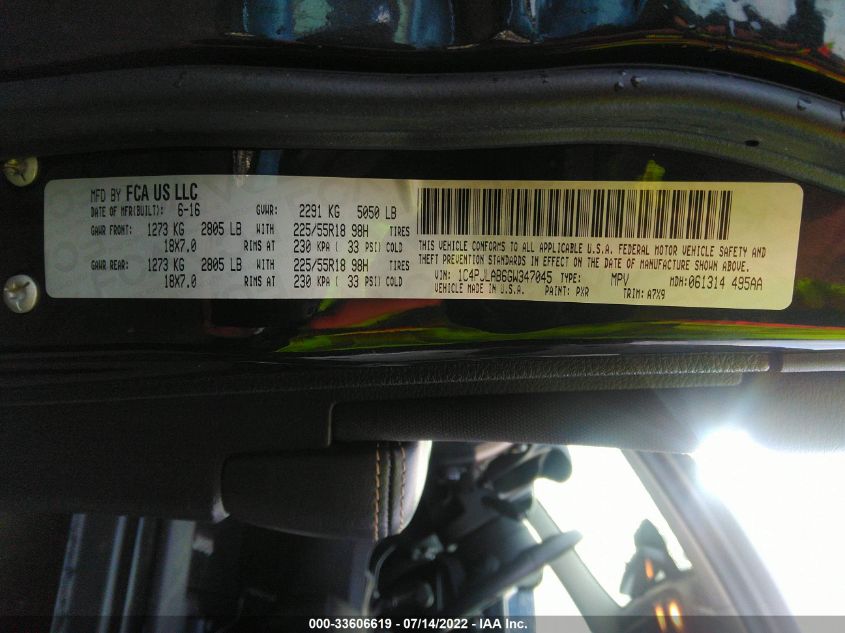 MFD BY FCA US LLC
DATE OF MFR(BUILT): 6-16 GVWR: 2291 KG 5050 LB
GAWR FRONT: 1273 KG 2805 LB WITH 225/55R18 98H TIRES
18X7.0 RIMS AT 230 KPA ( 33 PSI) COLD
GAWR REAR: 1273 KG 2805 LB WITH 225/55R18 98H TIRES
18X7.0 RIMS AT 230 KPA ( 33 PSI) COLD
THIS VEHICLE CONFORMS TO ALL APPLICABLE U.S.A. FEDERAL MOTOR VEHICLE SAFETY AND
THEFT PREVENTION STANDARDS IN EFFECT ON THE DATE OF MANUFACTURE SHOWN ABOVE.
VIN: 1C4PJLAB6GW347045 TYPE: MPV MDH:061314 495AA
VEHICLE MADE IN U.S.A. PAINT: PXR TRIM: A7X9
000-33606619 - 07/14/2022 - IAA Inc.